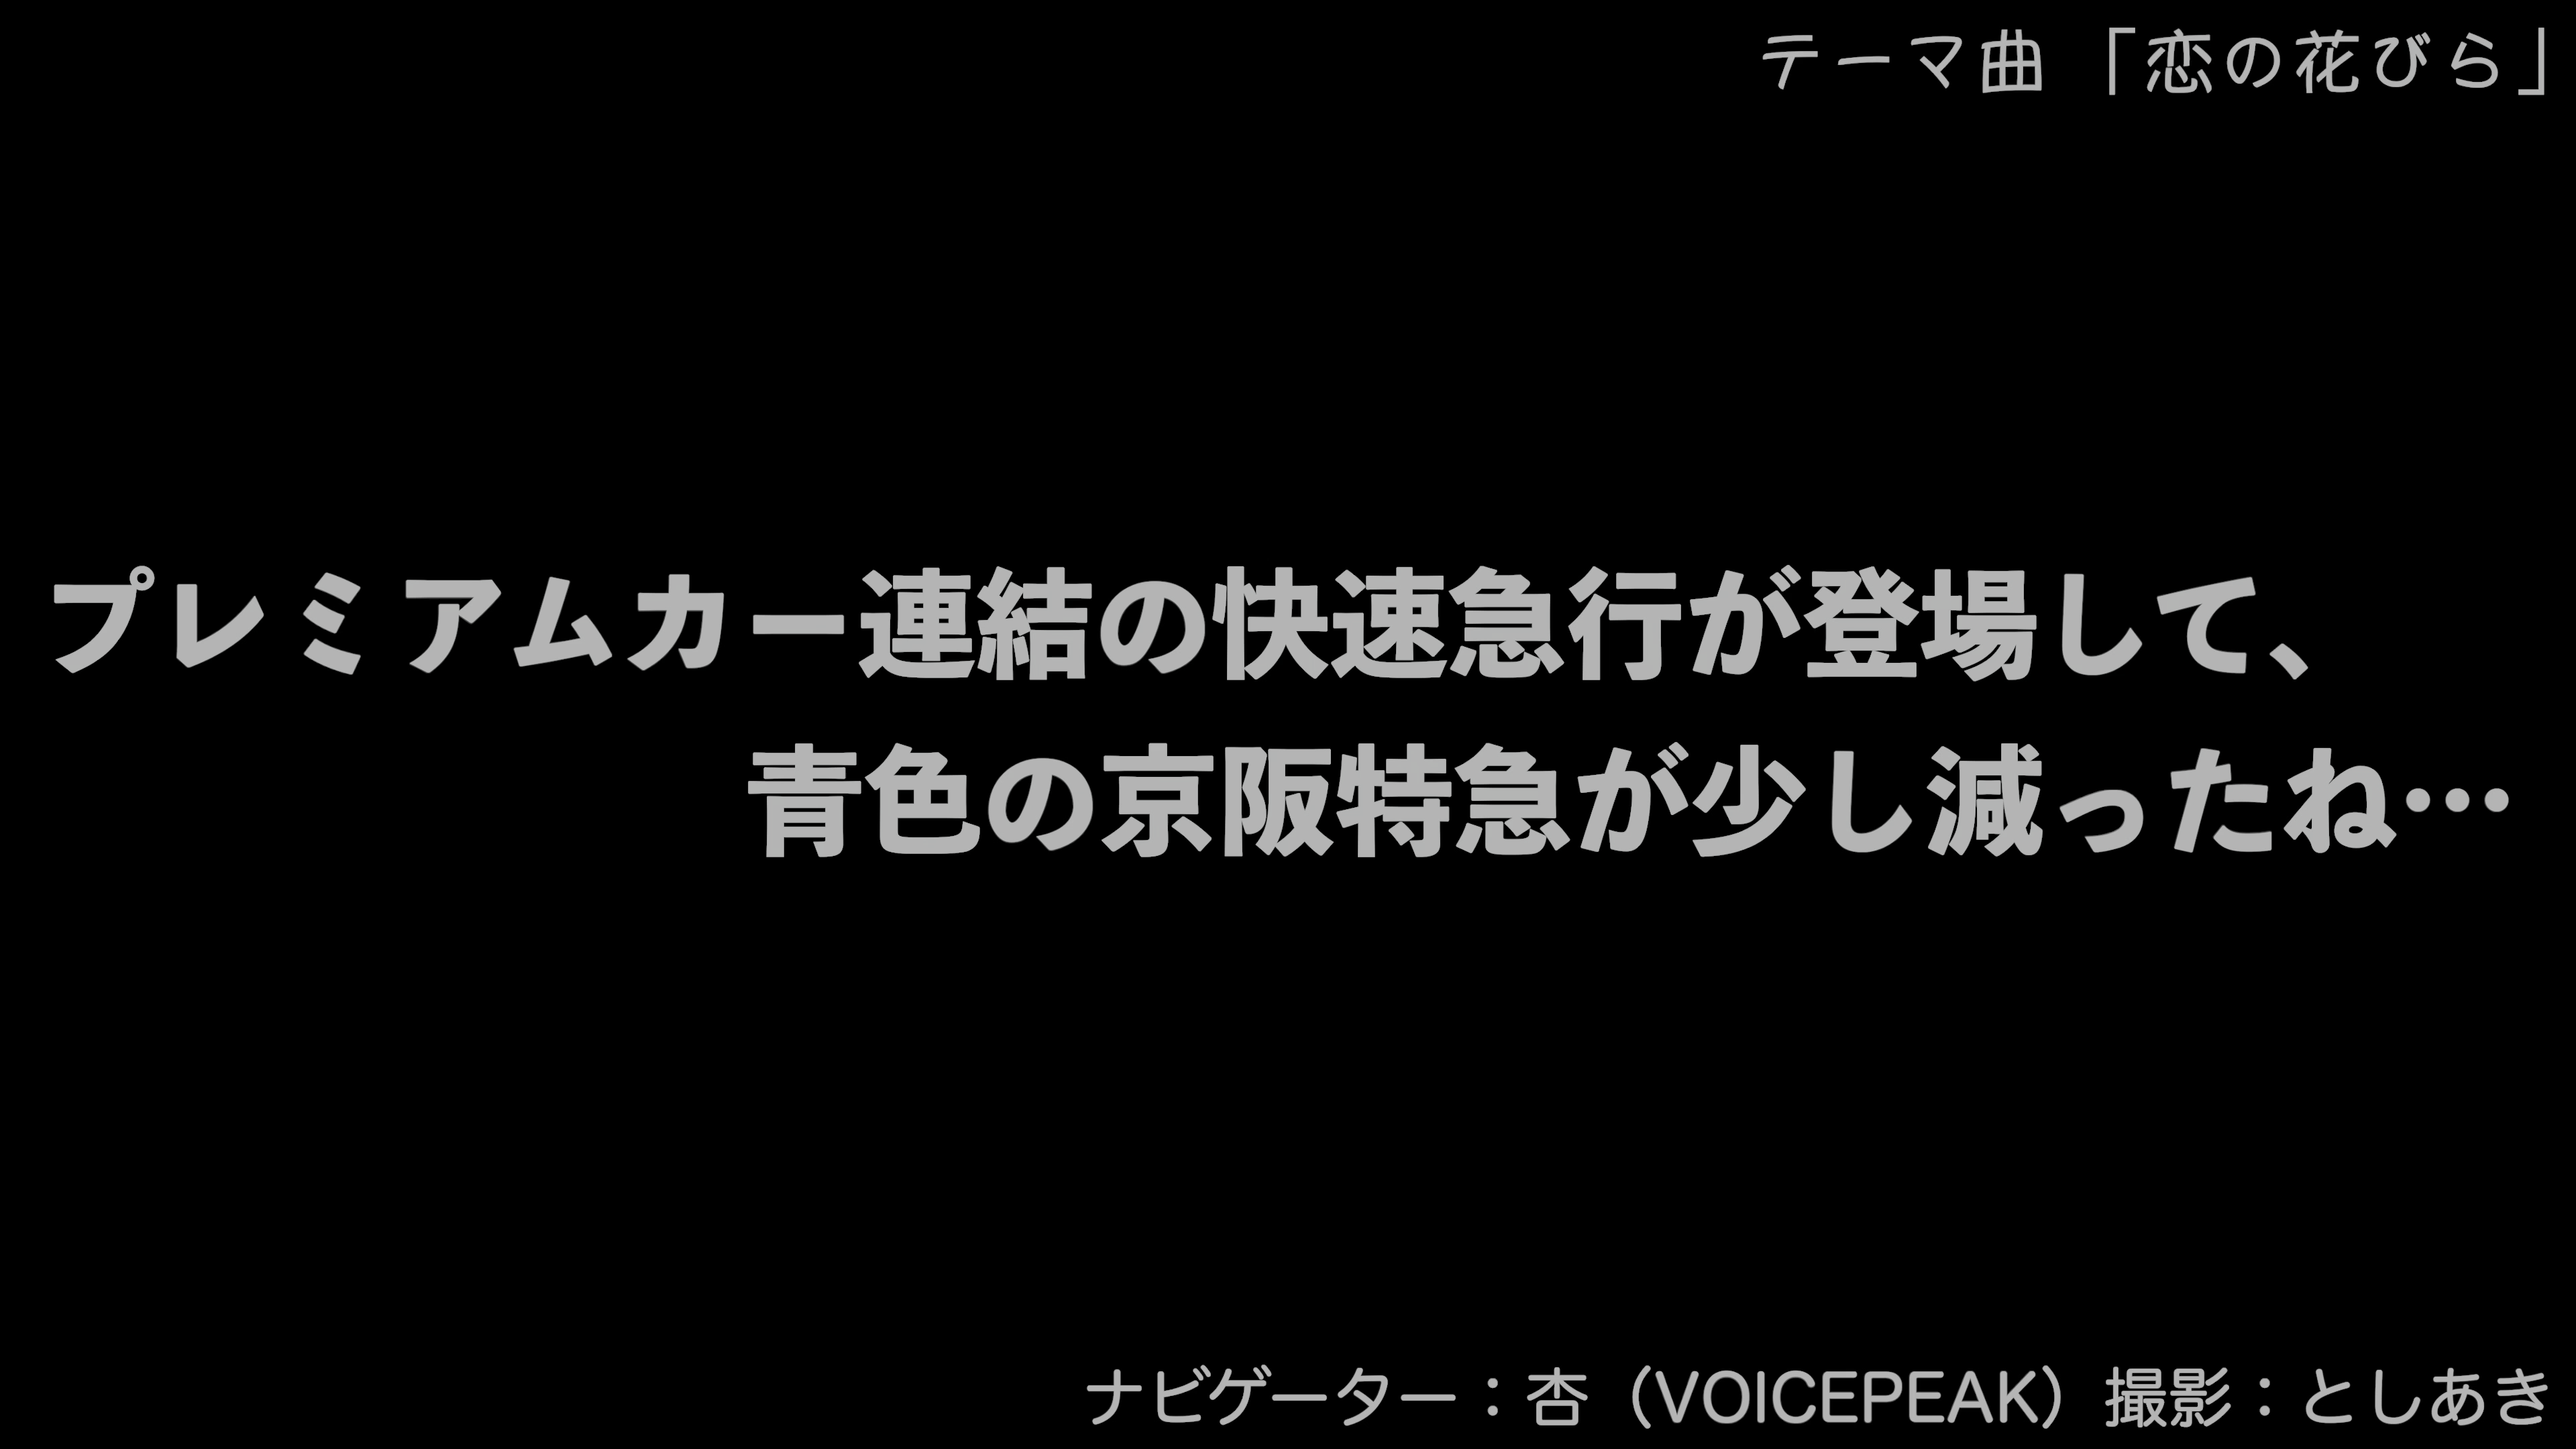 テーマ曲「恋の花びら」
プレミアムカー連結の快速急行が登場して、
青色の京阪特急が少し減ったね…
ナビゲーター：杏（VOICEPEAK）撮影：としあき